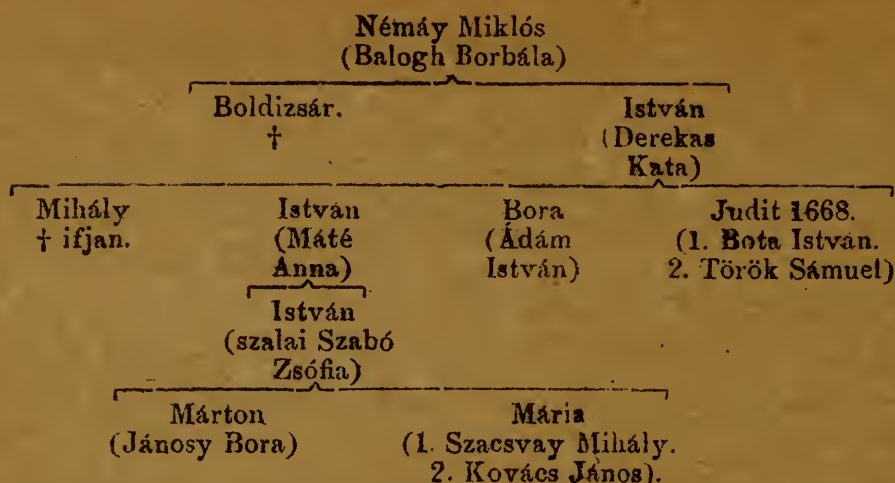 Némáy Miklós
(Balogh Borbála)
Boldizsár. István
† (Derekas
Kata)
Mihály István Bora Judit 1668.
† ifjan. (Máté (Ádám (1. Bota István.
Anna) István) 2. Török Sámuel)
István
(szalai Szabó
Zsófia)
Márton Mária
(Jánosy Bora) (1. Szacsvay Mihály.
2. Kovács János).